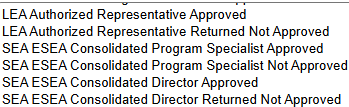 LEA Authorized Representative Approved
LEA Authorized Representative Returned Not Approved
SEA ESEA Consolidated Program Specialist Approved
SEA ESEA Consolidated Program Specialist Not Approved
SEA ESEA Consolidated Director Approved
SEA ESEA Consolidated Director Returned Not Approved